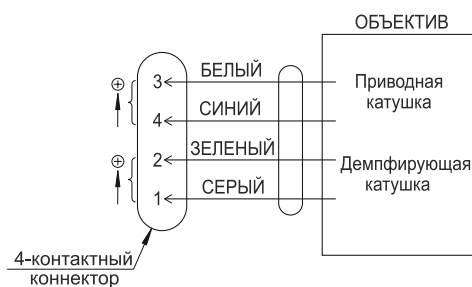 ОБЪЕКТИВ
3 БЕЛЫЙ
4 СИНИЙ
Приводная
катушка
2 ЗЕЛЕНЫЙ
1 СЕРЫЙ
Демпфирующая
катушка
4-контактный
коннектор